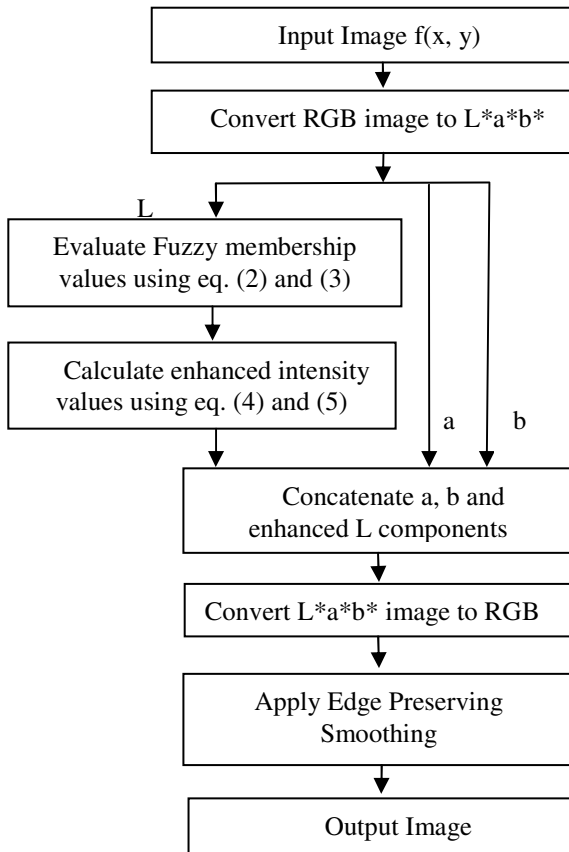 Input Image f(x, y)
Convert RGB image to L*a*b*
L
Evaluate Fuzzy membership
values using eq. (2) and (3)
Calculate enhanced intensity
values using eq. (4) and (5)
a
b
Concatenate a, b and
enhanced L components
Convert L*a*b* image to RGB
Apply Edge Preserving
Smoothing
Output Image